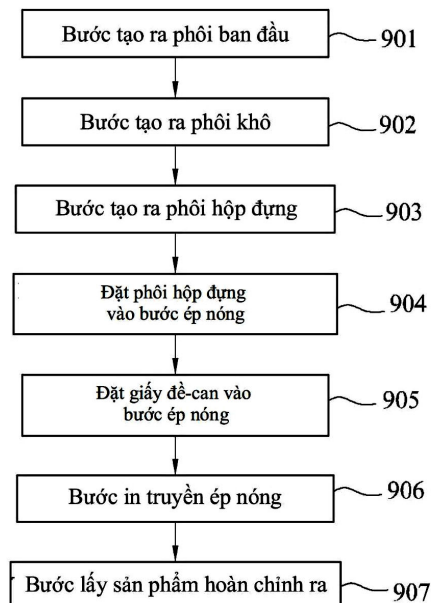 Bước tạo ra phôi ban đầu
901
Bước tạo ra phôi khô
902
Bước tạo ra phôi hộp đựng
903
Đặt phôi hộp đựng
vào bước ép nóng
904
Đặt giấy đề-can vào
bước ép nóng
905
Bước in truyền ép nóng
906
Bước lấy sản phẩm hoàn chỉnh ra
907